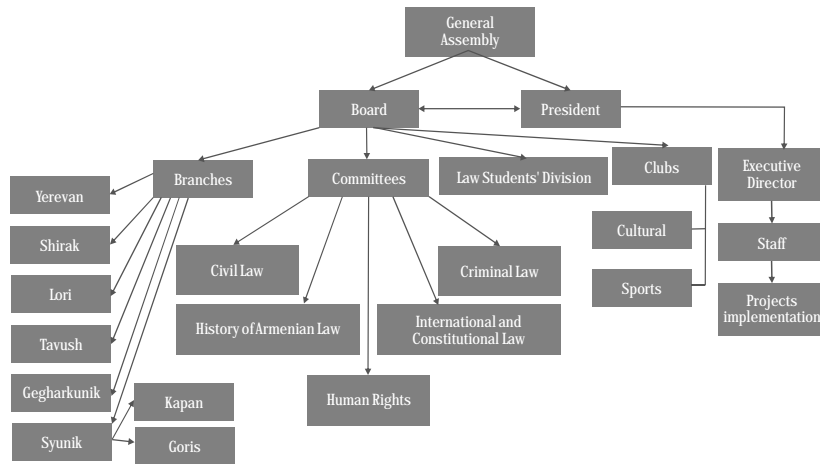 General
Assembly
Board
President
Branches
Committees
Law Students' Division
Clubs
Executive
Director
Yerevan
Shirak
Lori
Tavush
Gegharkunik
Syunik
Kapan
Goris
Civil Law
History of Armenian Law
Human Rights
International and
Constitutional Law
Criminal Law
Cultural
Sports
Staff
Projects
implementation